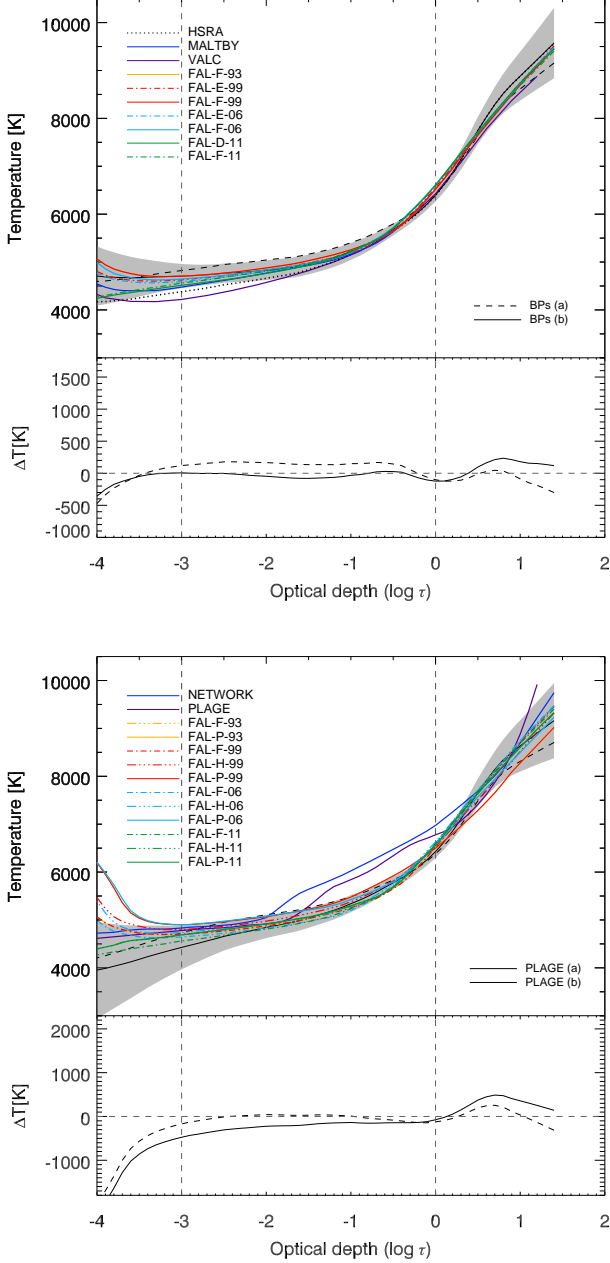 10000
8000
6000
4000
Temperature [K]
HSRA
MALTBY
VALC
FAL-F-93
FAL-E-99
FAL-F-99
FAL-E-06
FAL-F-06
FAL-D-11
FAL-F-11
BPs (a)
BPs (b)
1500
1000
500
0
-500
-1000
ΔT[K]
-4 -3 -2 -1 0 1 2
Optical depth (log τ)
10000
8000
6000
4000
Temperature [K]
NETWORK
PLAGE
FAL-F-93
FAL-P-93
FAL-F-99
FAL-H-99
FAL-P-99
FAL-F-06
FAL-H-06
FAL-P-06
FAL-F-11
FAL-H-11
FAL-P-11
PLAGE (a)
PLAGE (b)
2000
1000
0
-1000
ΔT[K]
-4 -3 -2 -1 0 1 2
Optical depth (log τ)